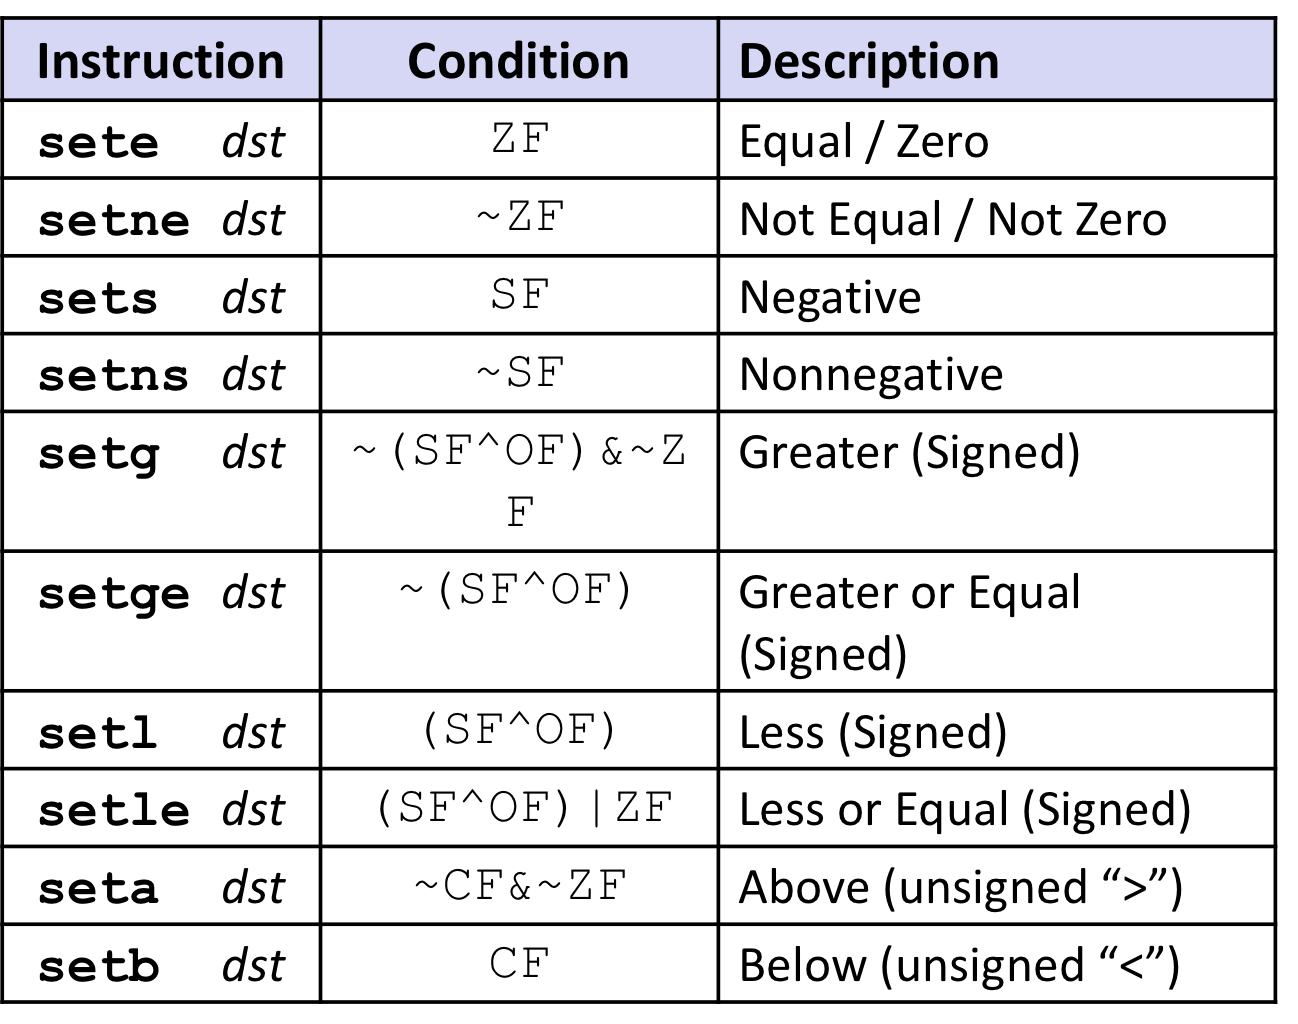 Instruction Condition Description
sete dst ZF Equal / Zero
setne dst ~ZF Not Equal / Not Zero
sets dst SF Negative
setns dst ~SF Nonnegative
setg dst ~(SF^OF)&~Z Greater (Signed)
F
setge dst ~(SF^OF) Greater or Equal
(Signed)
setl dst (SF^OF) Less (Signed)
setle dst (SF^OF)|ZF Less or Equal (Signed)
seta dst ~CF&~ZF Above (unsigned “>”)
setb dst CF Below (unsigned “<”)